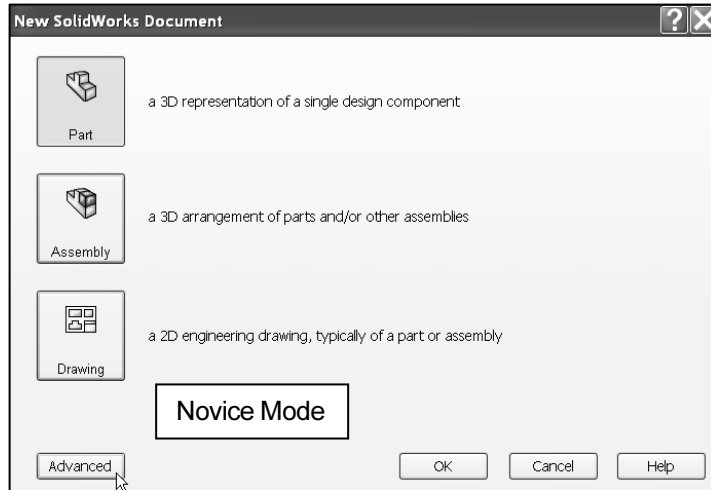 New SolidWorks Document
Part
a 3D representation of a single design component
Assembly
a 3D arrangement of parts and/or other assemblies
Drawing
a 2D engineering drawing, typically of a part or assembly
Novice Mode
Advanced OK Cancel Help